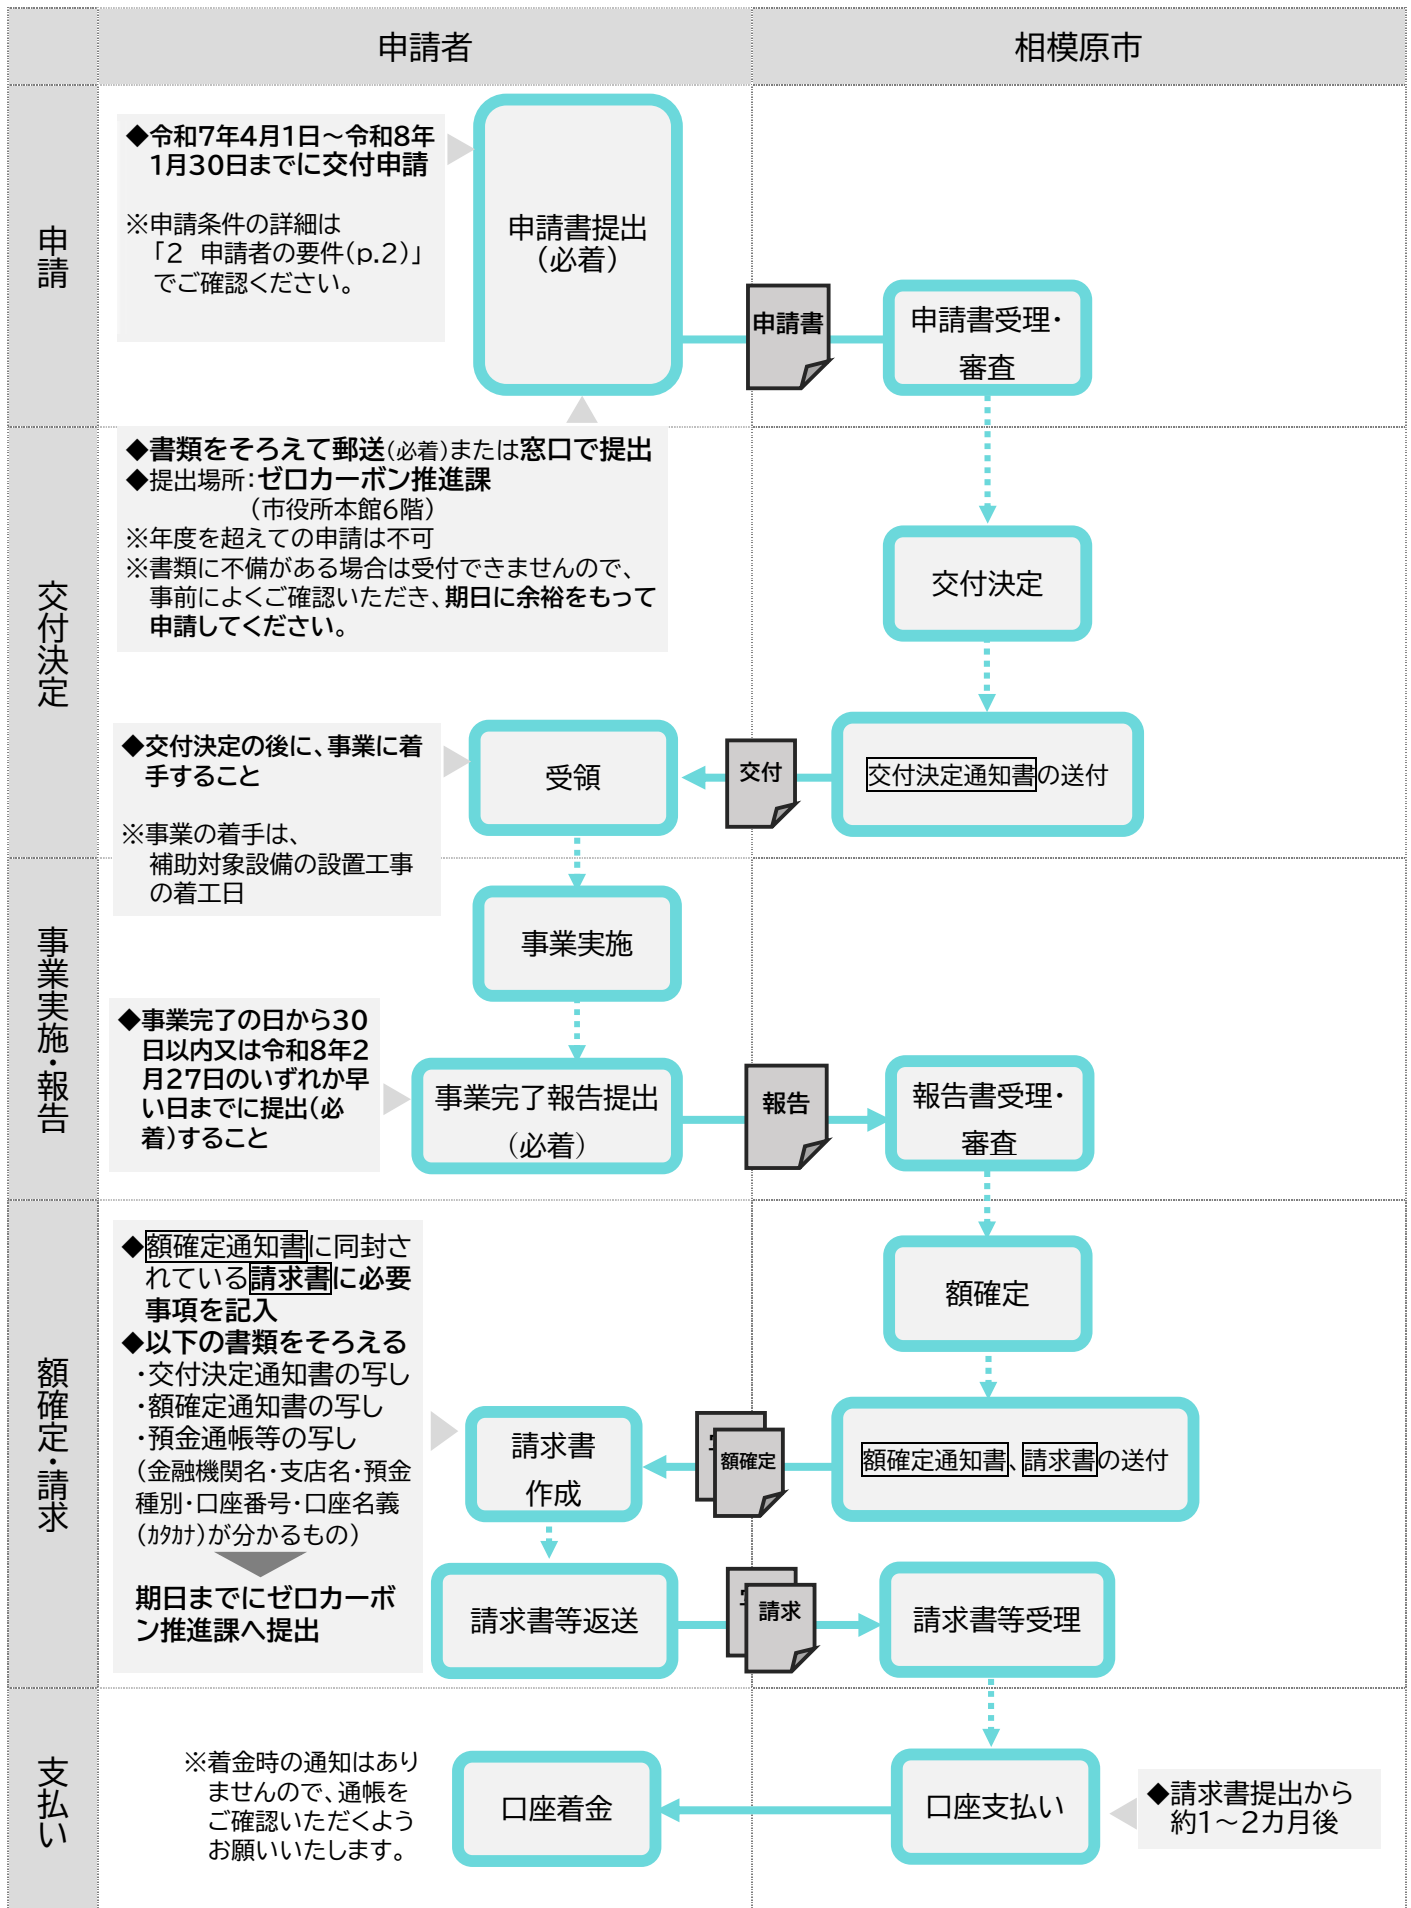 申請者
相模原市
申請
◆令和7年4月1日～令和8年
1月30日までに交付申請
※申請条件の詳細は
「2　申請者の要件(p.2)」
でご確認ください。
申請書提出
(必着)
申請書
申請書受理・
審査
交付決定
◆書類をそろえて郵送(必着)または窓口で提出
◆提出場所：ゼロカーボン推進課
(市役所本館6階)
※年度を超えての申請は不可
※書類に不備がある場合は受付できませんので、
事前によくご確認いただき、期日に余裕をもって
申請してください。
交付決定
交付決定通知書の送付
交付
受領
◆交付決定の後に、事業に着
手すること
※事業の着手は、
補助対象設備の設置工事
の着工日
事業実施・報告
事業実施
◆事業完了の日から30
日以内又は令和8年2
月27日のいずれか早
い日までに提出(必
着)すること
事業完了報告提出
(必着)
報告
報告書受理・
審査
額確定・請求
◆額確定通知書に同封さ
れている請求書に必要
事項を記入
◆以下の書類をそろえる
・交付決定通知書の写し
・額確定通知書の写し
・預金通帳等の写し
(金融機関名・支店名・預金
種別・口座番号・口座名義
(ｶﾀｶﾅ)が分かるもの)
期日までにゼロカーボ
ン推進課へ提出
額確定
額確定通知書、請求書の送付
額確定
請求書
作成
請求書等返送
請求
請求書等受理
支払い
※着金時の通知はあり
ませんので、通帳を
ご確認いただくよう
お願いいたします。
口座着金
口座支払い
◆請求書提出から
約1～2カ月後